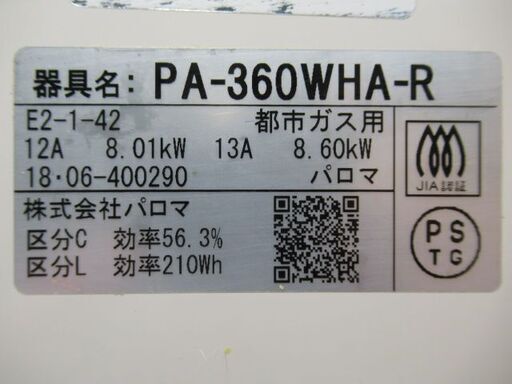 器具名: PA-360WHA-R
E2-1-42 都市ガス用
12A 8.01kW 13A 8.60kW
18・06-400290 パロマ
JIA認証
株式会社パロマ
区分C 効率56.3%
区分L 効率210Wh
PS
TG